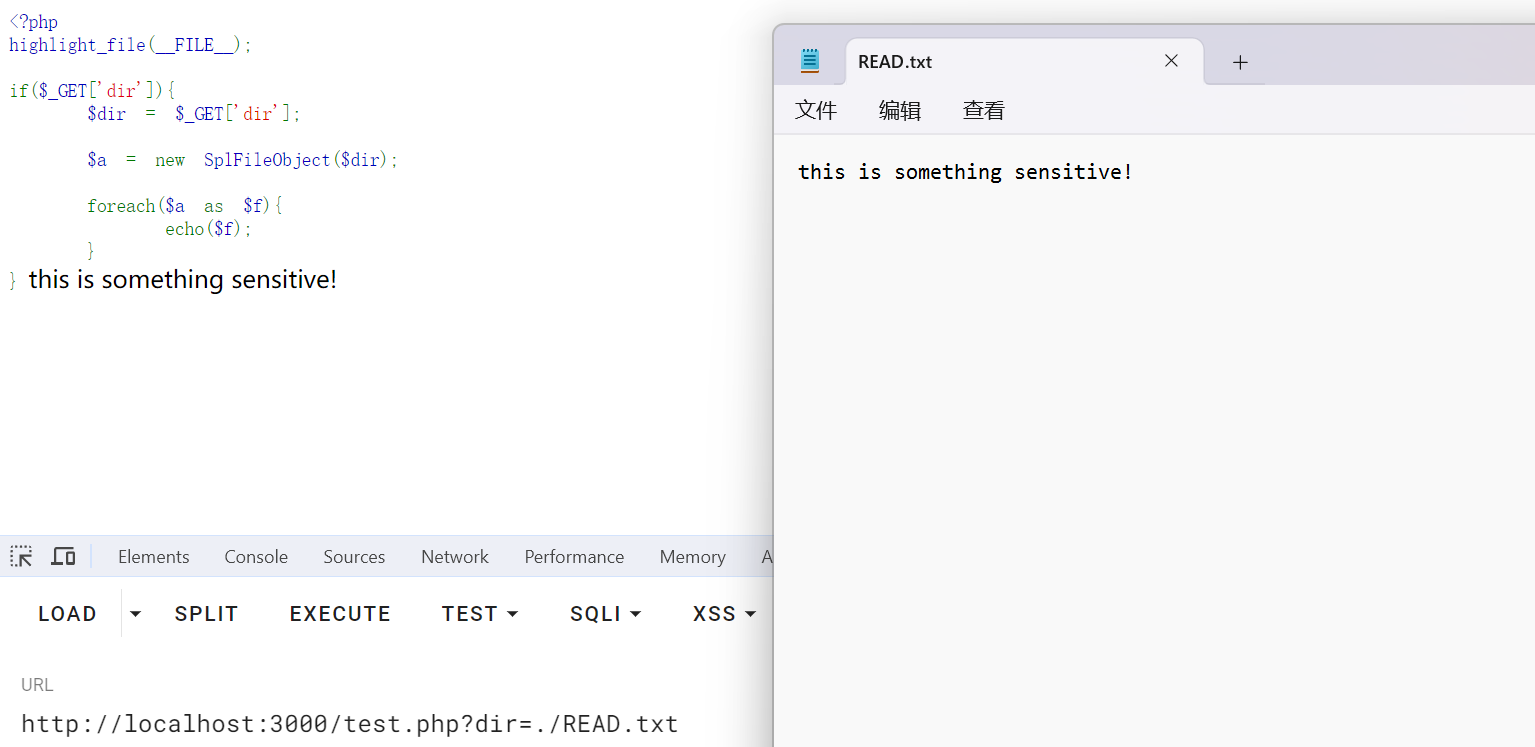 <?php
highlight_file(__FILE__);
if($_GET['dir']){
$dir = $_GET['dir'];
$a = new SplFileObject($dir);
foreach($a as $f){
echo($f);
}
} this is something sensitive!
READ.txt
文件 编辑 查看
this is something sensitive!
Elements Console Sources Network Performance Memory A
LOAD SPLIT EXECUTE TEST SQLI XSS
URL
http://localhost:3000/test.php?dir=./READ.txt